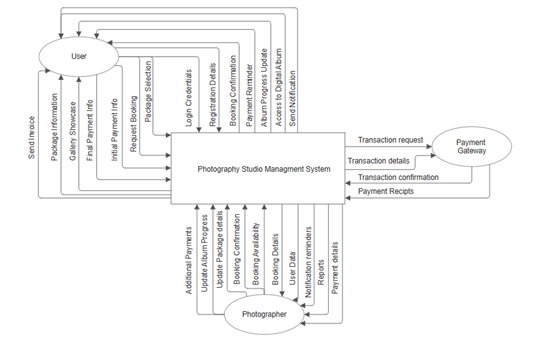 User
Send Invoice
Package Information
Gallery Showcase
Final Payment Info
Initial Payment Info
Request Booking
Package Selection
Login Credentials
Registration Details
Booking Confirmation
Payment Reminder
Album Progress Update
Access to Digital Album
Send Notification
Photography Studio Managment System
Transaction request
Transaction details
Transaction confirmation
Payment Recipts
Payment
Gateway
Additional Payments
Update Album Progress
Update Package details
Booking Confirmation
Booking Availability
Booking Details
User Data
Notification reminders
Reports
Payment details
Photographer